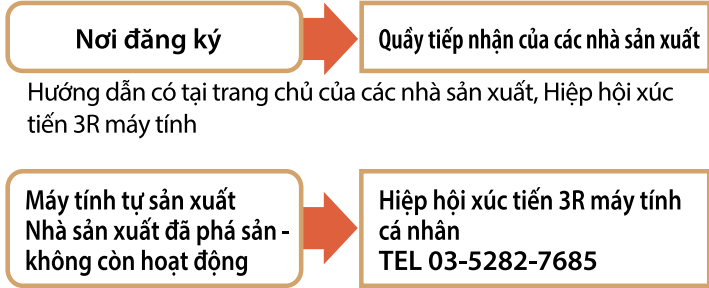 Nơi đăng ký
Quầy tiếp nhận của các nhà sản xuất
Hướng dẫn có tại trang chủ của các nhà sản xuất, Hiệp hội xúc
tiến 3R máy tính
Máy tính tự sản xuất
Nhà sản xuất đã phá sản -
không còn hoạt động
Hiệp hội xúc tiến 3R máy tính
cá nhân
TEL 03-5282-7685